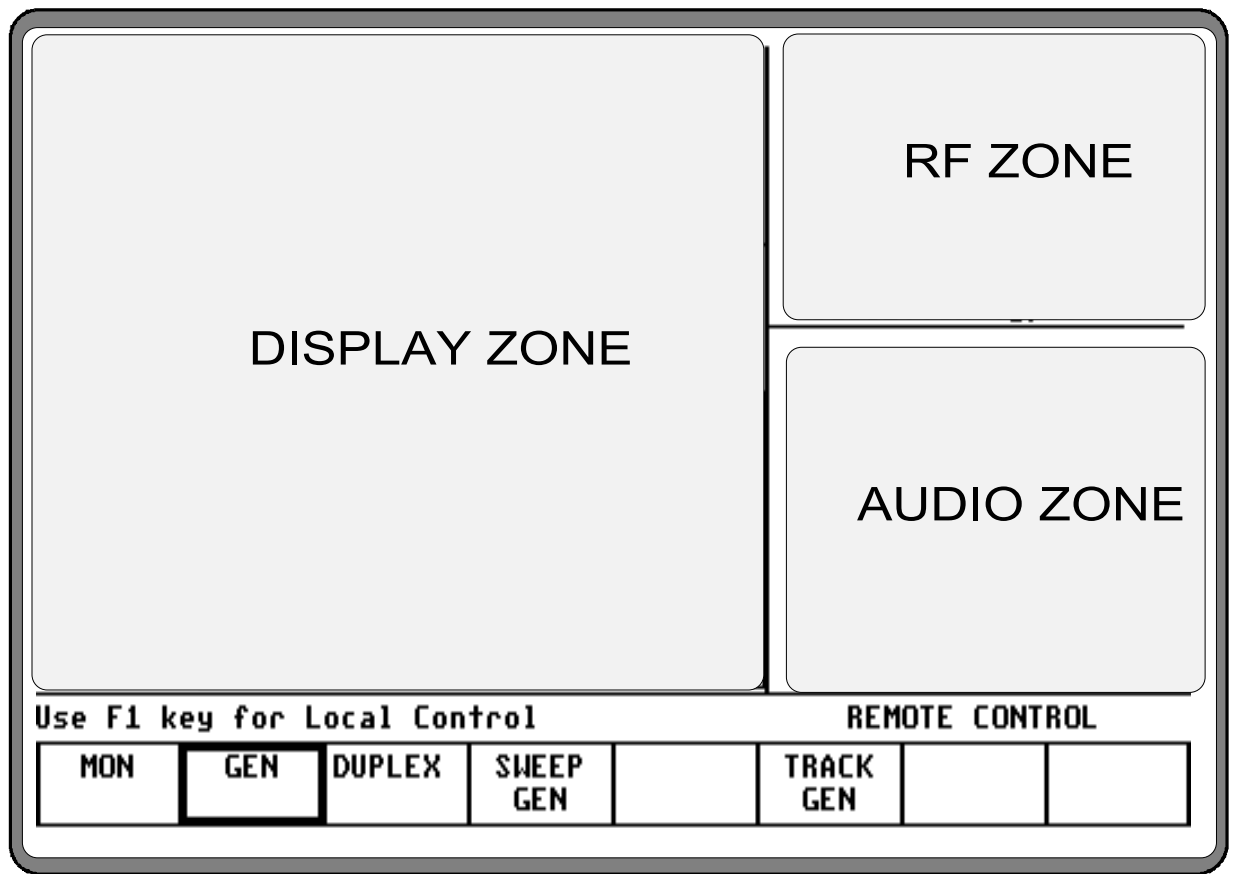 RF ZONE
DISPLAY ZONE
AUDIO ZONE
Use F1 key for Local Control REMOTE CONTROL
MON GEN DUPLEX SWEEP GEN TRACK GEN